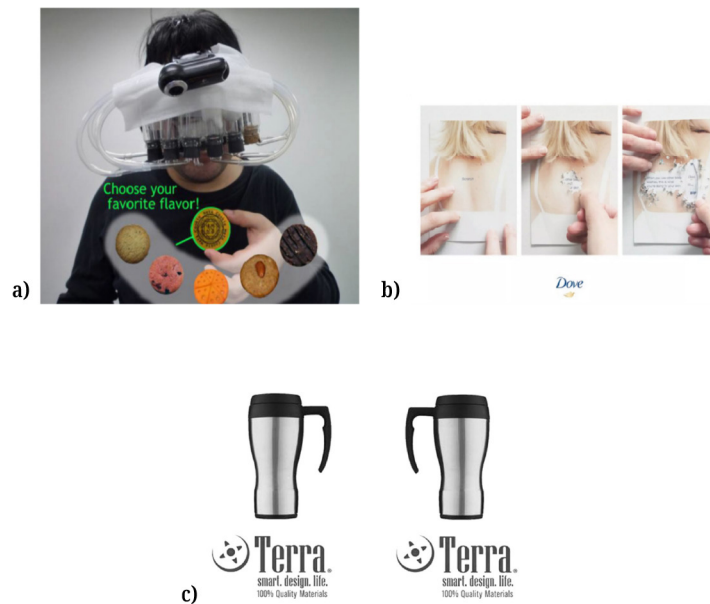 Choose your
favorite flavor!
a)
b)
Dove
Terra®
smart. design. life.
100% Quality Materials
Terra®
smart. design. life.
100% Quality Materials
c)